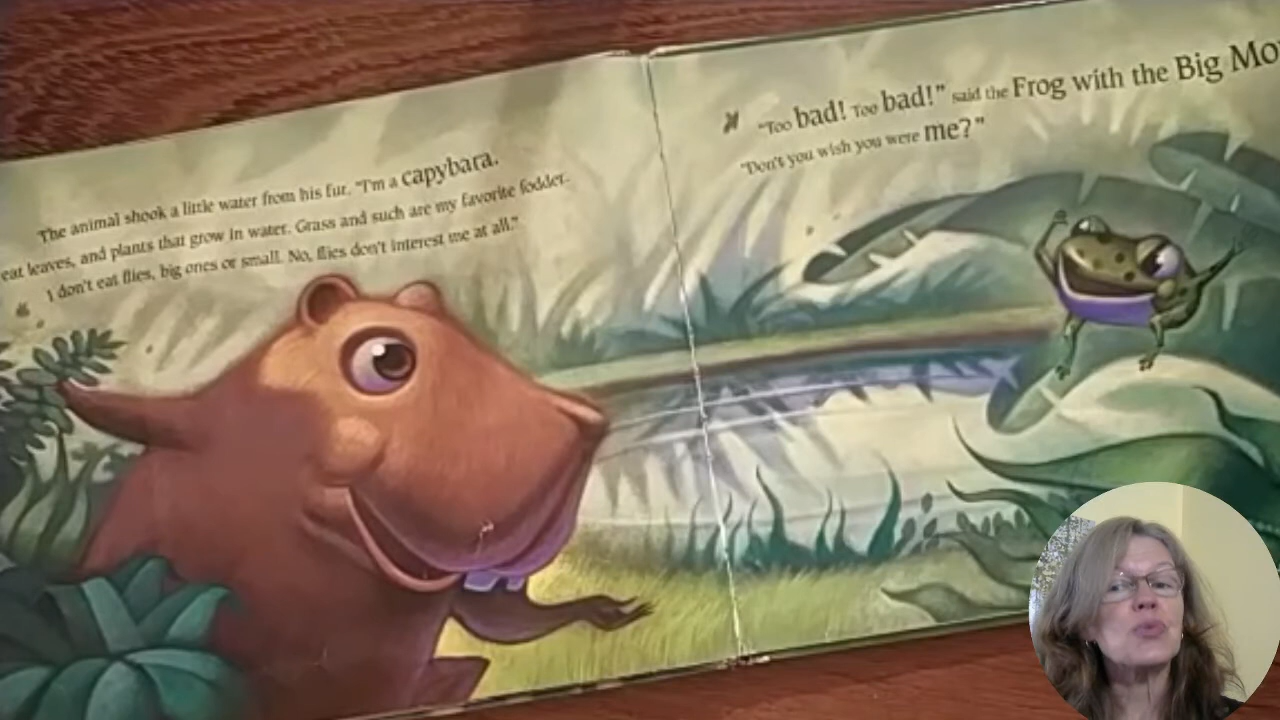 The animal shook a little water from his fur. "I'm a capybara.
eat leaves, and plants that grow in water. Grass and such are my favorite fodder.
I don't eat flies, big ones or small. No, flies don't interest me at all."
"Too bad! Too bad!" said the Frog with the Big Mo
"Don't you wish you were me?"